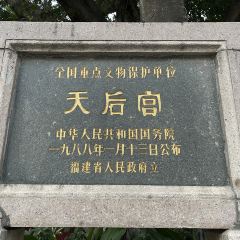 全国重点文物保护单位
天后宫
中华人民共和国国务院
一九八八年一月十三日公布
福建省人民政府立